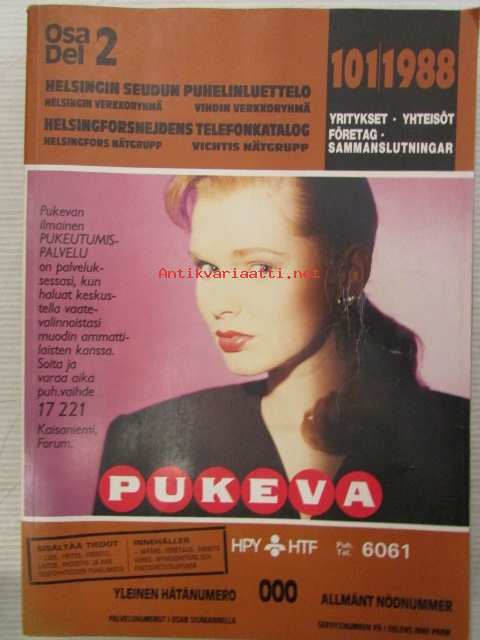 Osa
Del 2
101|1988
HELSINGIN SEUDUN PUHELINLUETTELO
HELSINGIN VERKKORYHMÄ VIHDIN VERKKORYHMÄ
HELSINGFORSNEJDENS TELEFONKATALOG
HELSINGFORS NÄTGRUPP VICHTIS NÄTGRUPP
YRITYKSET · YHTEISÖT
FÖRETAG ·
SAMMANSLUTNINGAR
Pukevan
ilmainen
PUKEUTUMIS-
PALVELU
on palveluk-
sessasi, kun
haluat keskus-
tella vaate-
valinnoistasi
muodin ammatti-
laisten kanssa.
Soita ja
varaa aika
puh.vaihde
17 221
Kaisaniemi,
Forum.
Antikvariaatti.net
PUKEVA
SISÄLTÄÄ TIEDOT
INNEHÅLLER
HPY HTF Puh. Tel. 6061
YLEINEN HÄTÄNUMERO 000 ALLMÄNT NÖDNUMMER